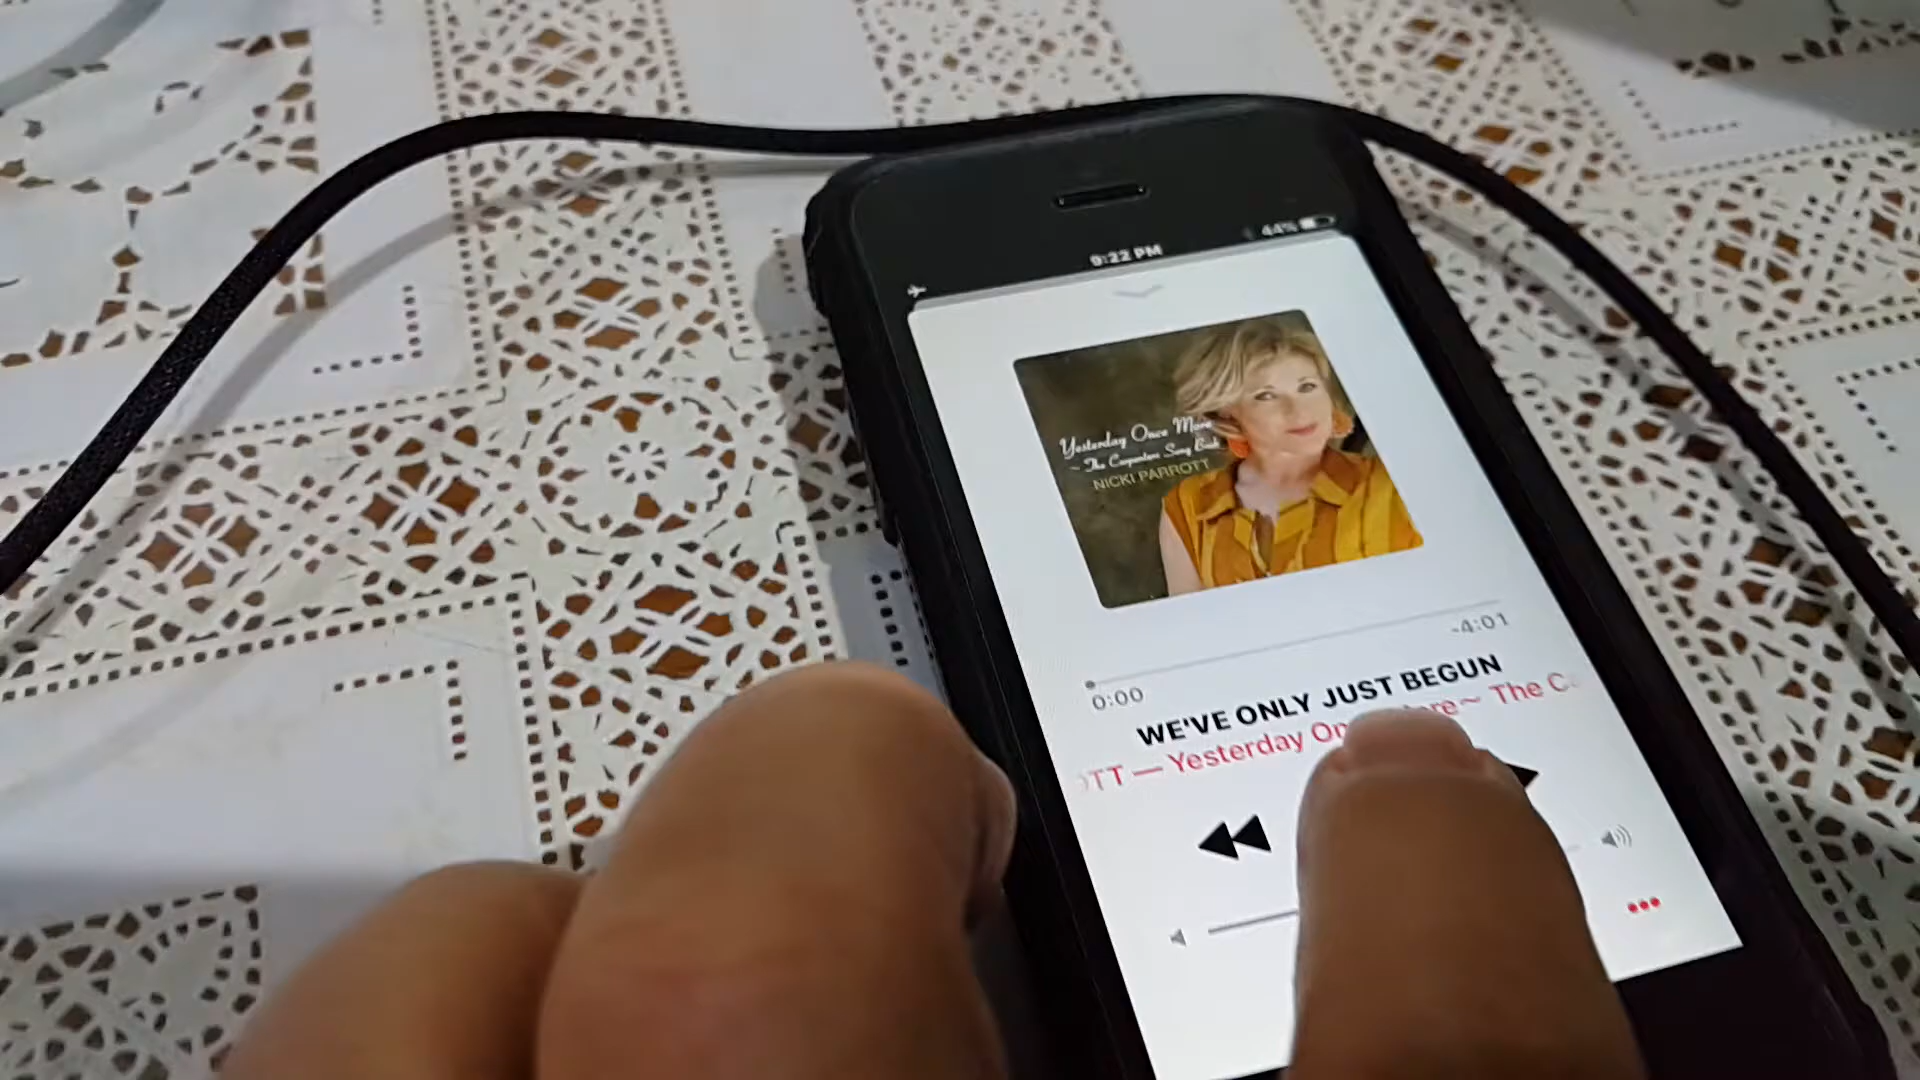 9:22 PM
44%
Yesterday Once More
~ The Carpenters Song Book
NICKI PARROTT
0:00
-4:01
WE'VE ONLY JUST BEGUN
TT — Yesterday On ere~ The C